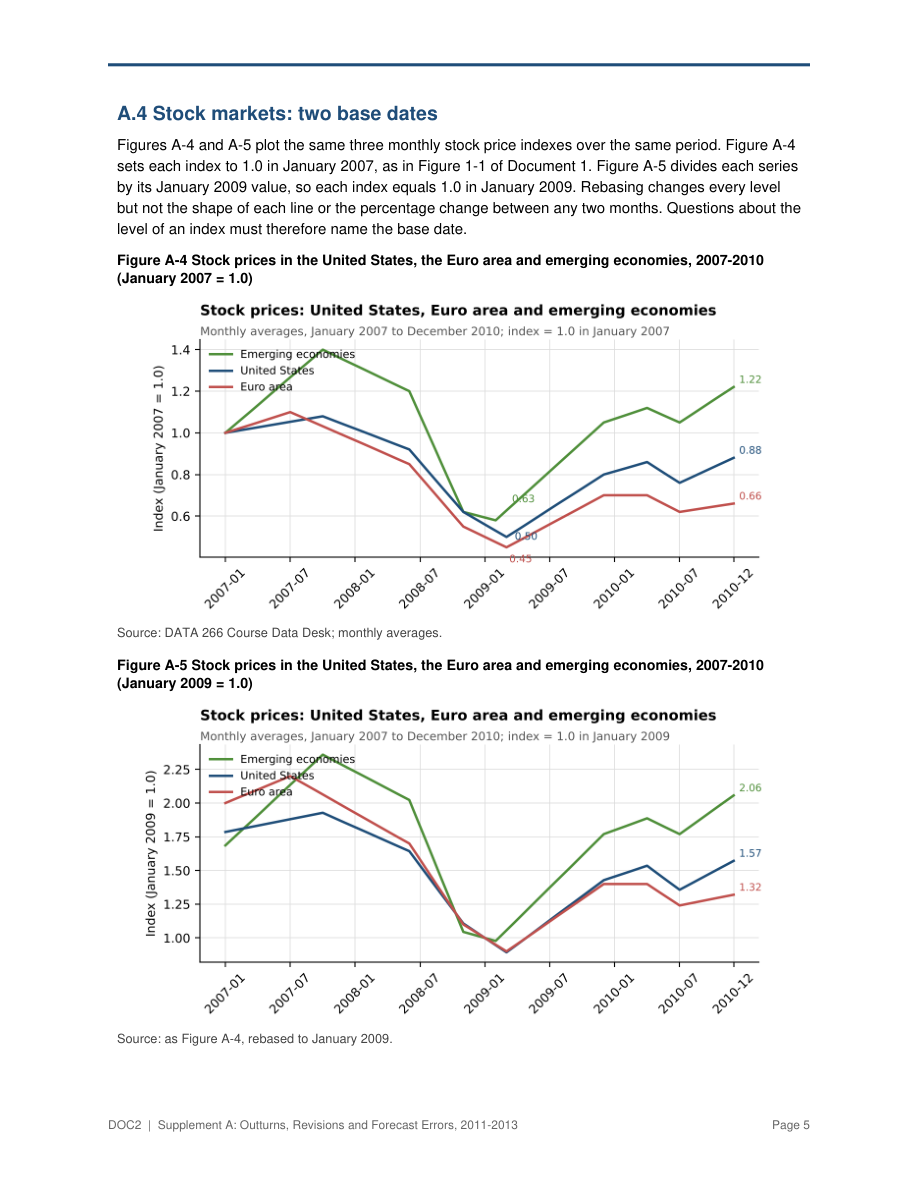 A.4 Stock markets: two base dates
Figures A-4 and A-5 plot the same three monthly stock price indexes over the same period. Figure A-4
sets each index to 1.0 in January 2007, as in Figure 1-1 of Document 1. Figure A-5 divides each series
by its January 2009 value, so each index equals 1.0 in January 2009. Rebasing changes every level
but not the shape of each line or the percentage change between any two months. Questions about the
level of an index must therefore name the base date.
Figure A-4 Stock prices in the United States, the Euro area and emerging economies, 2007-2010
(January 2007 = 1.0)
Stock prices: United States, Euro area and emerging economies
Monthly averages, January 2007 to December 2010; index = 1.0 in January 2007
Index (January 2007 = 1.0)
1.4
1.2
1.0
0.8
0.6
Emerging economies
United States
Euro area
1.22
0.88
0.66
0.63
0.50
0.45
2007-01
2007-07
2008-01
2008-07
2009-01
2009-07
2010-01
2010-07
2010-12
Source: DATA 266 Course Data Desk; monthly averages.
Figure A-5 Stock prices in the United States, the Euro area and emerging economies, 2007-2010
(January 2009 = 1.0)
Stock prices: United States, Euro area and emerging economies
Monthly averages, January 2007 to December 2010; index = 1.0 in January 2009
Index (January 2009 = 1.0)
2.25
2.00
1.75
1.50
1.25
1.00
Emerging economies
United States
Euro area
2.06
1.57
1.32
2007-01
2007-07
2008-01
2008-07
2009-01
2009-07
2010-01
2010-07
2010-12
Source: as Figure A-4, rebased to January 2009.
DOC2 | Supplement A: Outturns, Revisions and Forecast Errors, 2011-2013
Page 5